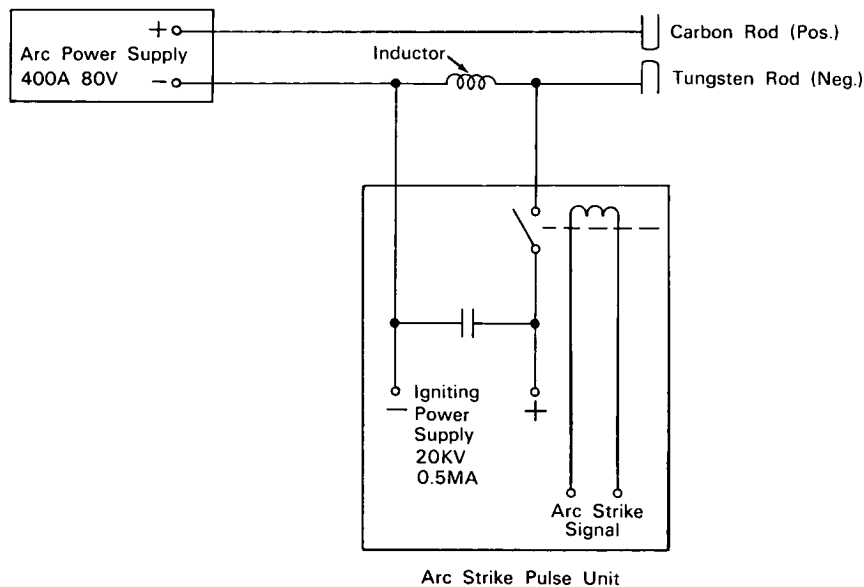 +
Carbon Rod (Pos.)
Arc Power Supply
400A 80V
Inductor
−
Tungsten Rod (Neg.)
Igniting
− Power
+
Supply
20KV
0.5MA
Arc Strike
Signal
Arc Strike Pulse Unit